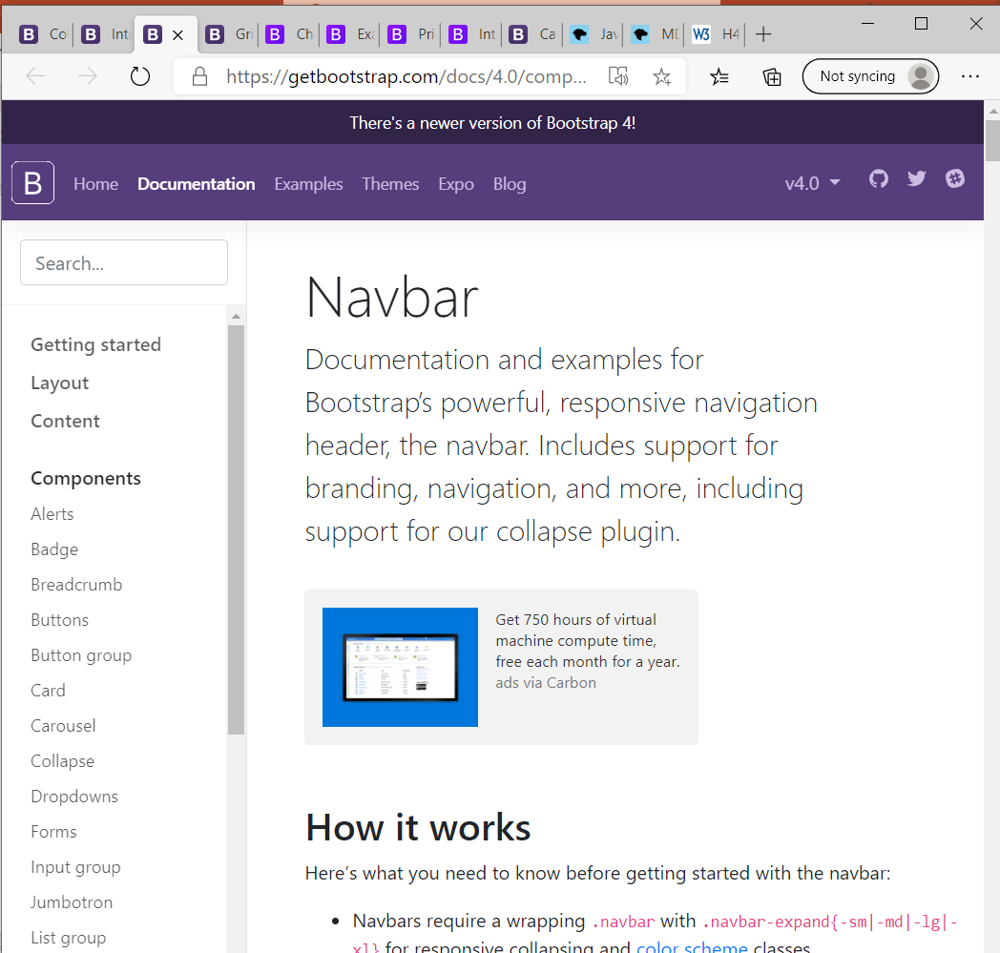 Co
Int
Gri
Ch
Exa
Pri
Int
Ca
Jav
MD
W3
H4
https://getbootstrap.com/docs/4.0/comp...
Not syncing
There's a newer version of Bootstrap 4!
B Home Documentation Examples Themes Expo Blog v4.0
Search...
Getting started
Layout
Content
Components
Alerts
Badge
Breadcrumb
Buttons
Button group
Card
Carousel
Collapse
Dropdowns
Forms
Input group
Jumbotron
List group
Navbar
Documentation and examples for
Bootstrap’s powerful, responsive navigation
header, the navbar. Includes support for
branding, navigation, and more, including
support for our collapse plugin.
Get 750 hours of virtual
machine compute time,
free each month for a year.
ads via Carbon
How it works
Here’s what you need to know before getting started with the navbar:
• Navbars require a wrapping .navbar with .navbar-expand{-sm|-md|-lg|-
xl} for responsive collapsing and color scheme classes